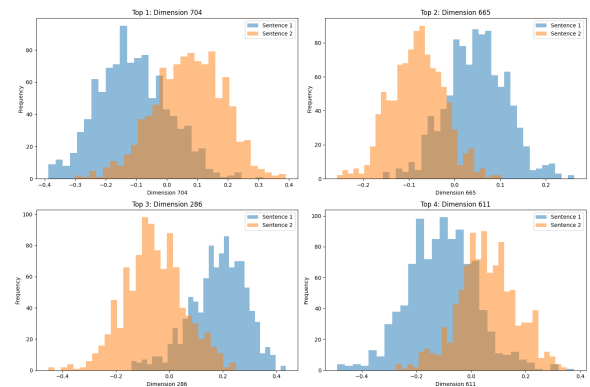 Top 1: Dimension 704
Sentence 1
Sentence 2
Frequency
80
60
40
20
0
−0.4 −0.3 −0.2 −0.1 0.0 0.1 0.2 0.3 0.4
Dimension 704
Top 2: Dimension 665
Sentence 1
Sentence 2
Frequency
80
60
40
20
0
−0.2 −0.1 0.0 0.1 0.2
Dimension 665
Top 3: Dimension 286
Sentence 1
Sentence 2
Frequency
100
80
60
40
20
0
−0.4 −0.2 0.0 0.2 0.4
Dimension 286
Top 4: Dimension 611
Sentence 1
Sentence 2
Frequency
100
80
60
40
20
0
−0.4 −0.2 0.0 0.2 0.4
Dimension 611